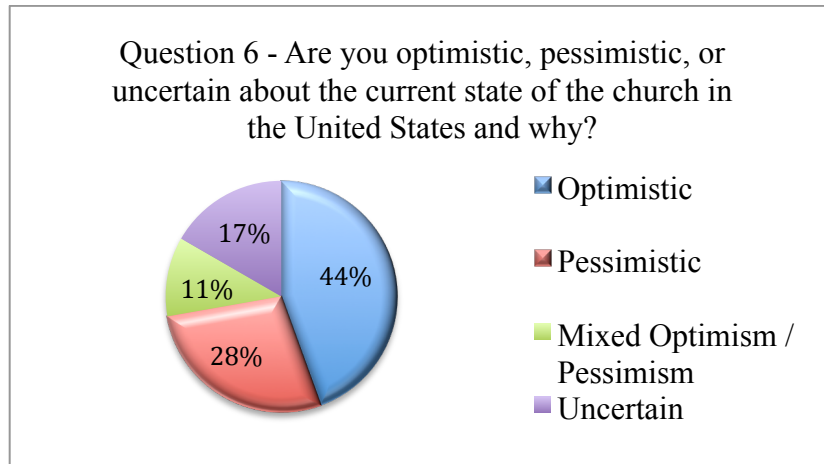 Question 6 - Are you optimistic, pessimistic, or
uncertain about the current state of the church in
the United States and why?
17%
44%
11%
28%
Optimistic
Pessimistic
Mixed Optimism /
Pessimism
Uncertain